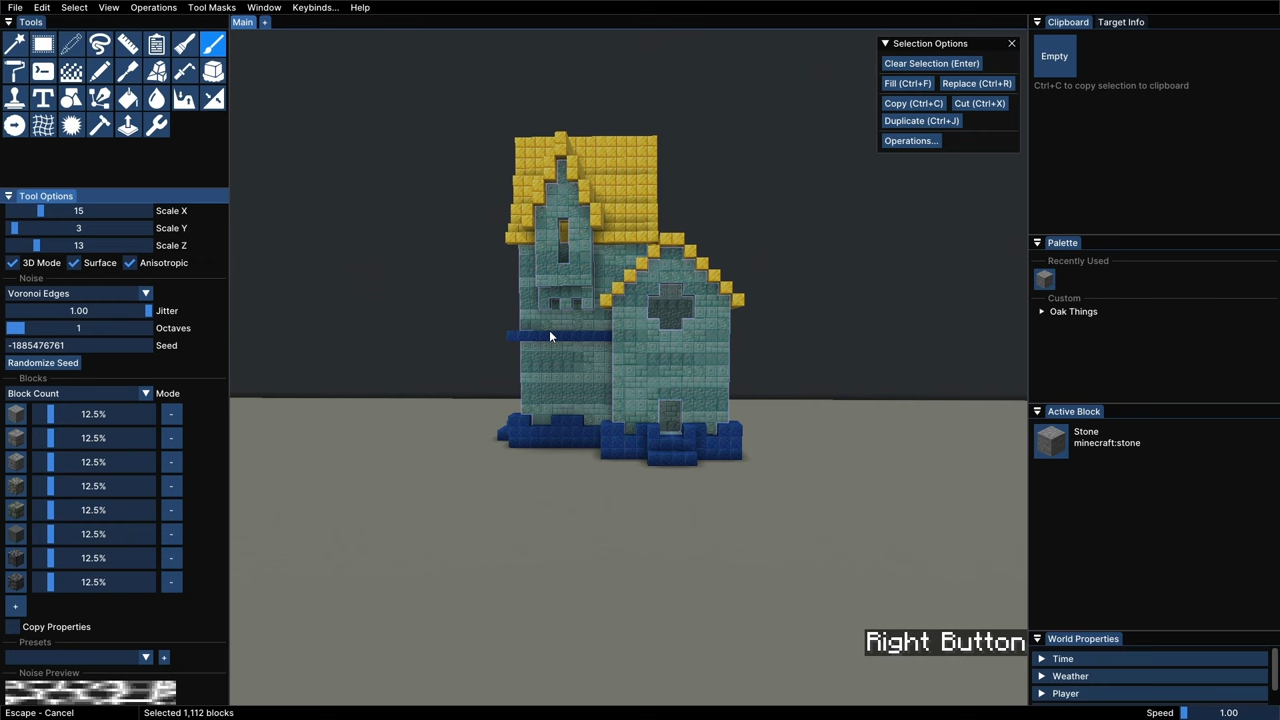 File Edit Select View Operations Tool Masks Window Keybinds... Help
Tools
Main +
Selection Options
Clear Selection (Enter)
Fill (Ctrl+F) Replace (Ctrl+R)
Copy (Ctrl+C) Cut (Ctrl+X)
Duplicate (Ctrl+J)
Operations...
Clipboard Target Info
Empty
Ctrl+C to copy selection to clipboard
Tool Options
15 Scale X
3 Scale Y
13 Scale Z
3D Mode Surface Anisotropic
Noise
Voronoi Edges
1.00 Jitter
1 Octaves
-1885476761 Seed
Randomize Seed
Blocks
Block Count Mode
12.5% -
12.5% -
12.5% -
12.5% -
12.5% -
12.5% -
12.5% -
12.5% -
+
Copy Properties
Presets
+
Noise Preview
Palette
Recently Used
Custom
Oak Things
Active Block
Stone
minecraft:stone
Right Button
World Properties
Time
Weather
Player
Escape - Cancel Selected 1,112 blocks
Speed 1.00